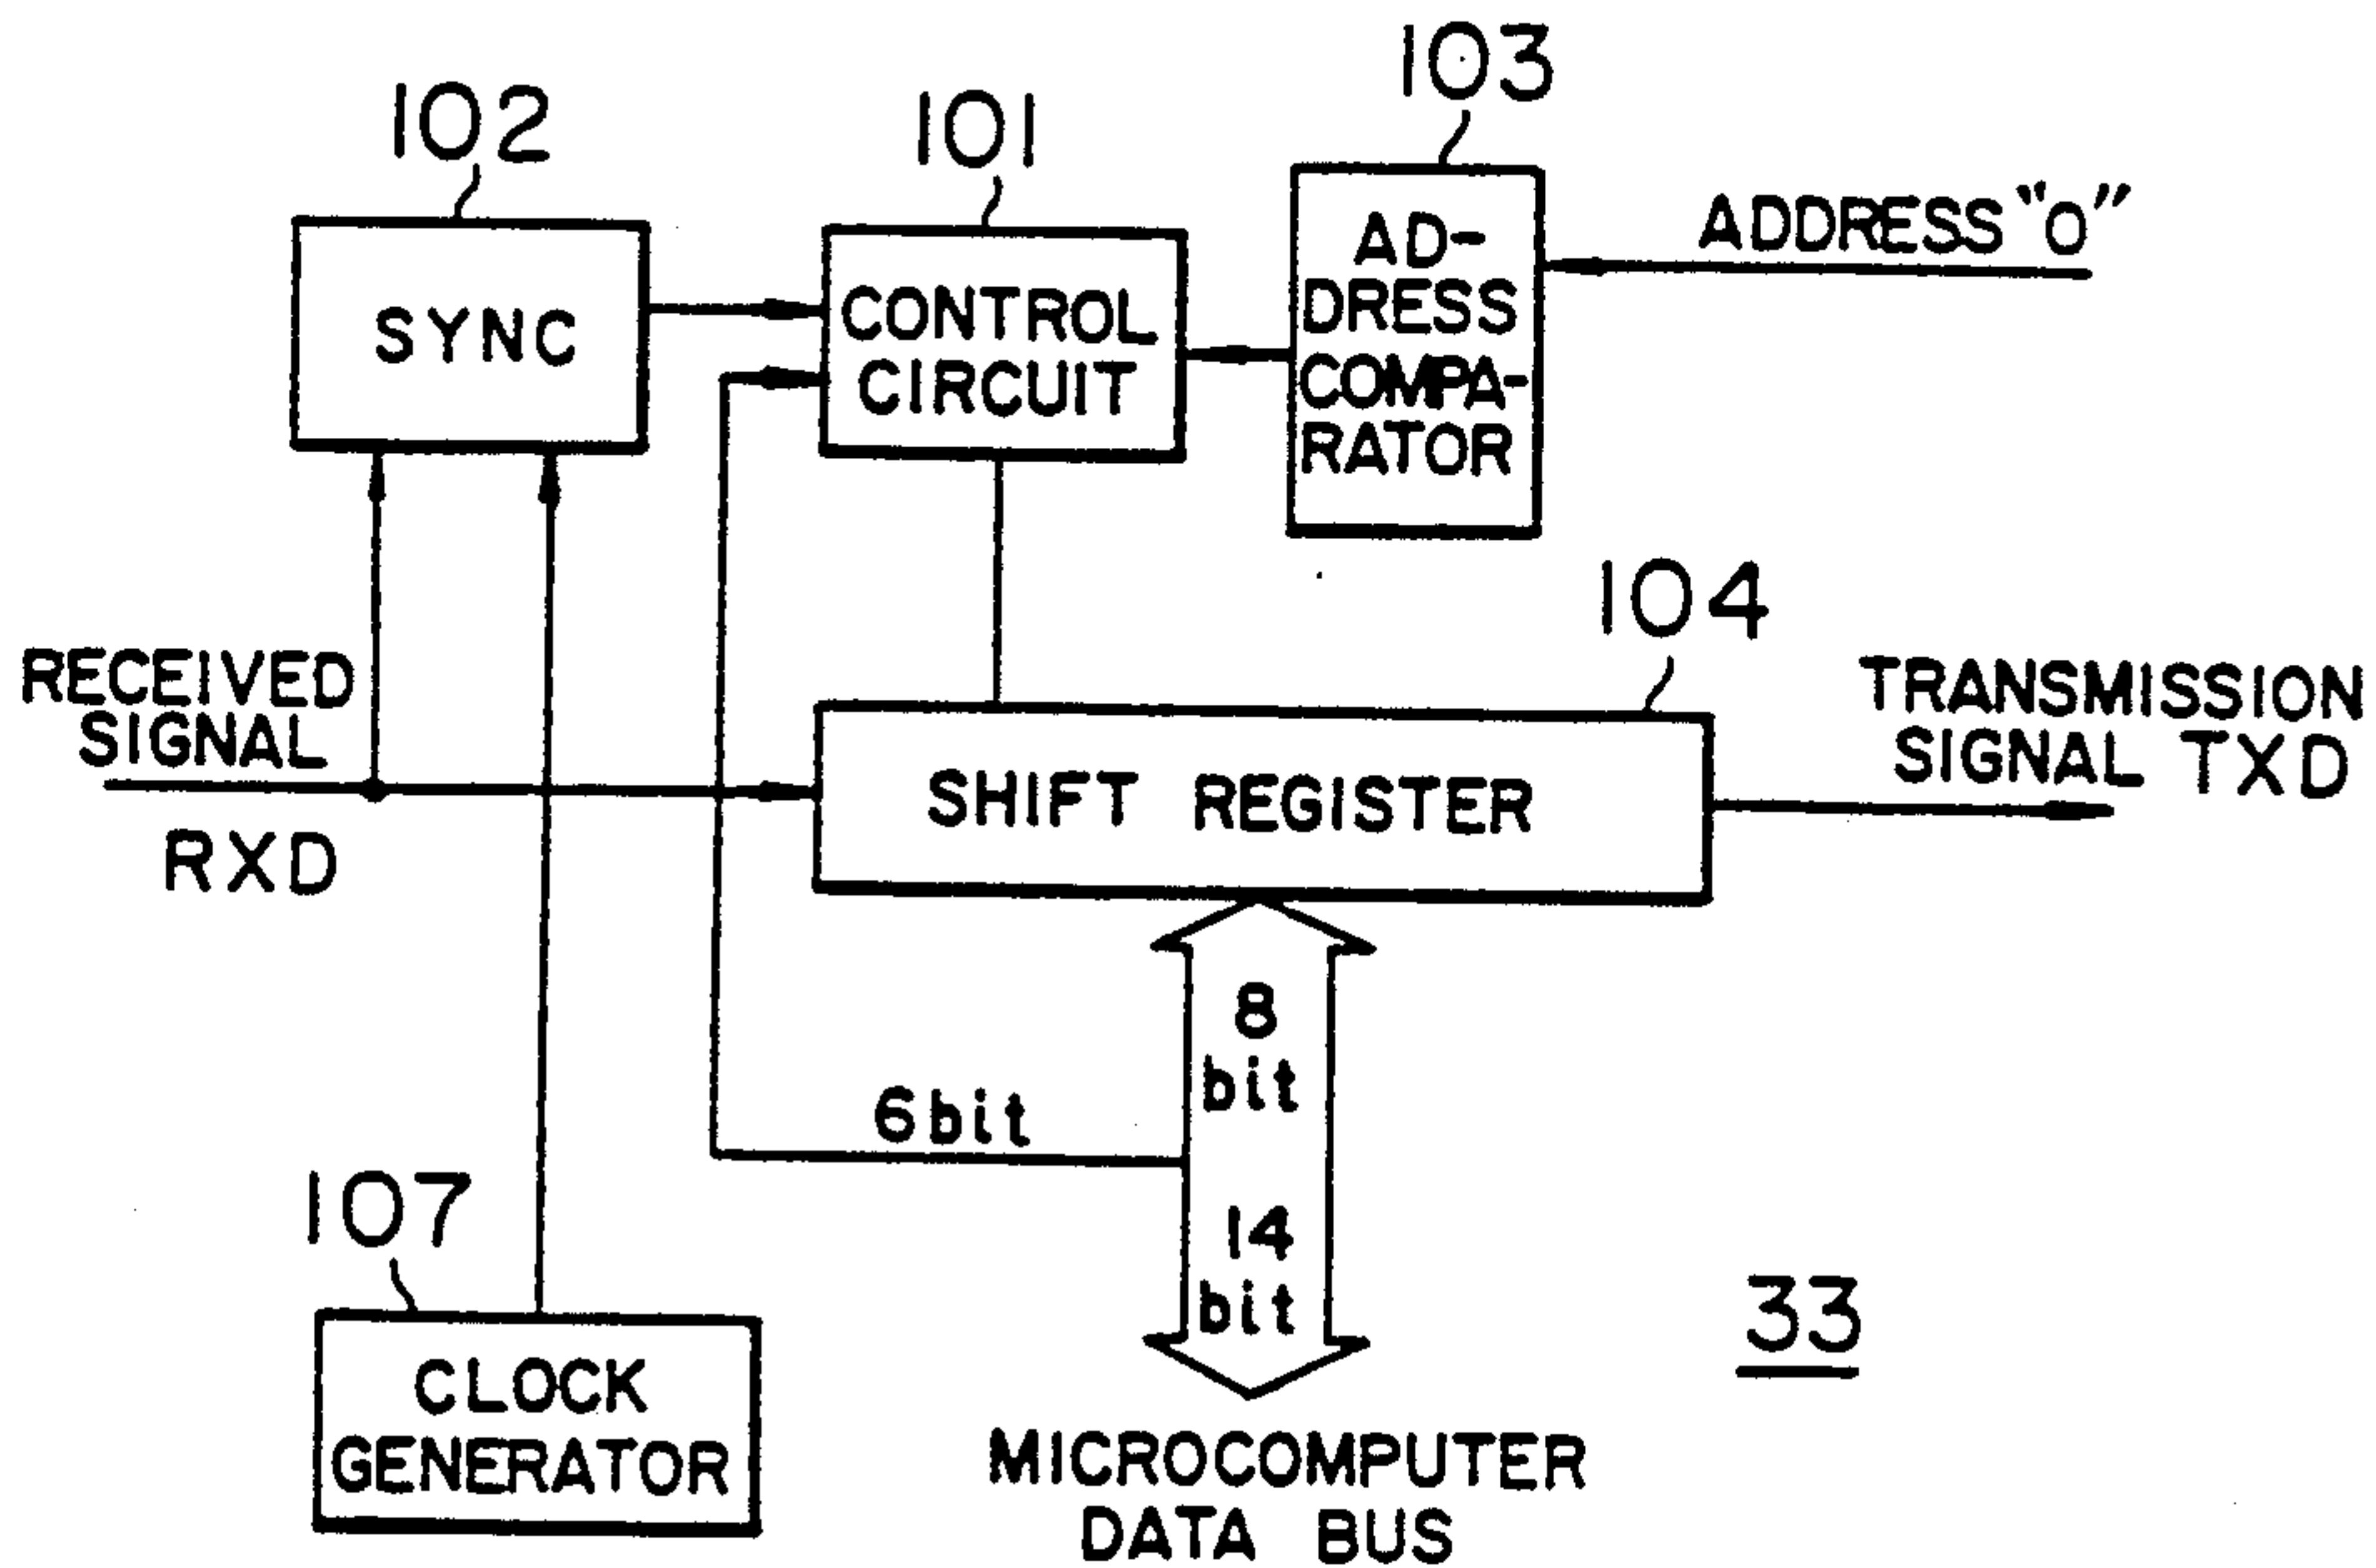 103
102
101
ADDRESS "0"
AD-
DRESS
COMPA-
RATOR
SYNC
CONTROL
CIRCUIT
104
RECEIVED
SIGNAL
RXD
TRANSMISSION
SIGNAL TXD
SHIFT REGISTER
8
bit
6bit
14
bit
107
33
CLOCK
GENERATOR
MICROCOMPUTER
DATA BUS